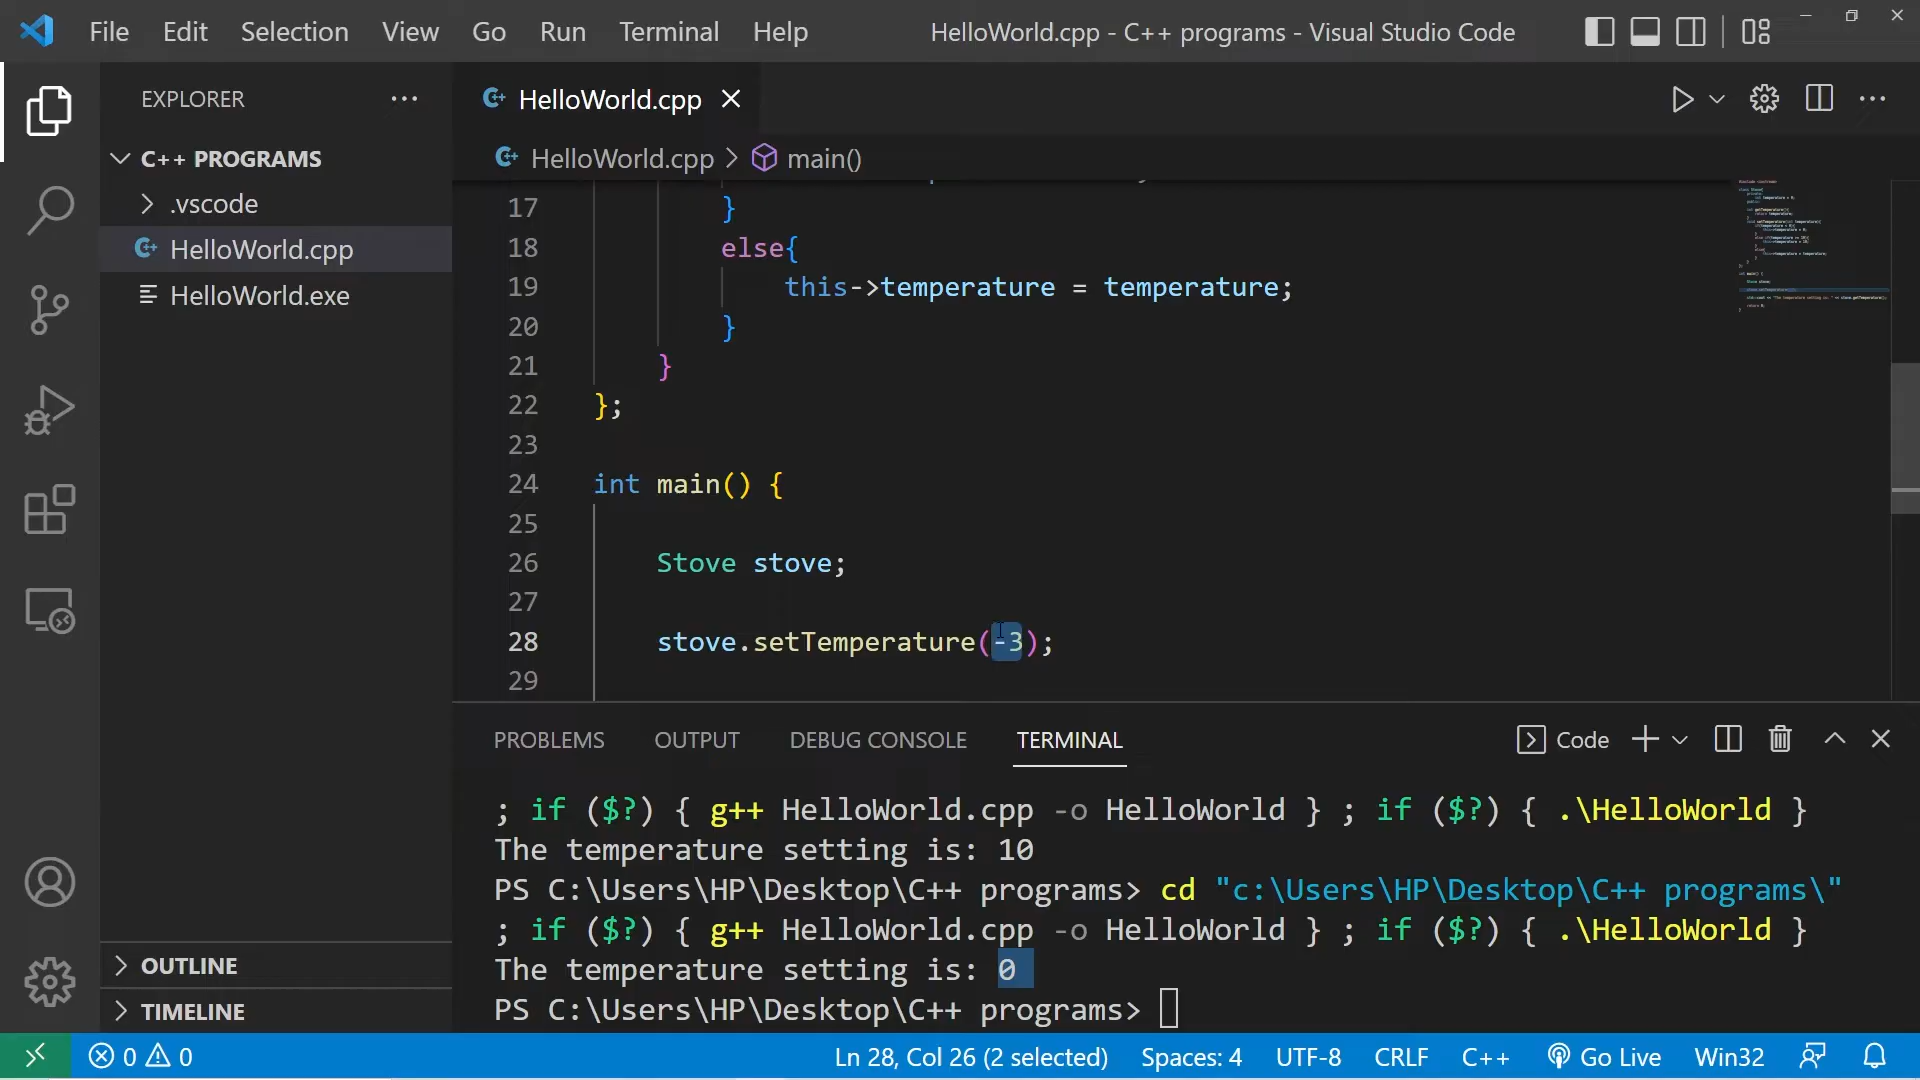 File Edit Selection View Go Run Terminal Help HelloWorld.cpp - C++ programs - Visual Studio Code
EXPLORER
C++ PROGRAMS
.vscode
HelloWorld.cpp
HelloWorld.exe
OUTLINE
TIMELINE
HelloWorld.cpp
HelloWorld.cpp > main()
17 }
18 else{
19 this->temperature = temperature;
20 }
21 }
22 };
23
24 int main() {
25
26 Stove stove;
27
28 stove.setTemperature(-3);
29
PROBLEMS OUTPUT DEBUG CONSOLE TERMINAL Code
; if ($?) { g++ HelloWorld.cpp -o HelloWorld } ; if ($?) { .\HelloWorld }
The temperature setting is: 10
PS C:\Users\HP\Desktop\C++ programs> cd "c:\Users\HP\Desktop\C++ programs\"
; if ($?) { g++ HelloWorld.cpp -o HelloWorld } ; if ($?) { .\HelloWorld }
The temperature setting is: 0
PS C:\Users\HP\Desktop\C++ programs>
0 0 Ln 28, Col 26 (2 selected) Spaces: 4 UTF-8 CRLF C++ Go Live Win32